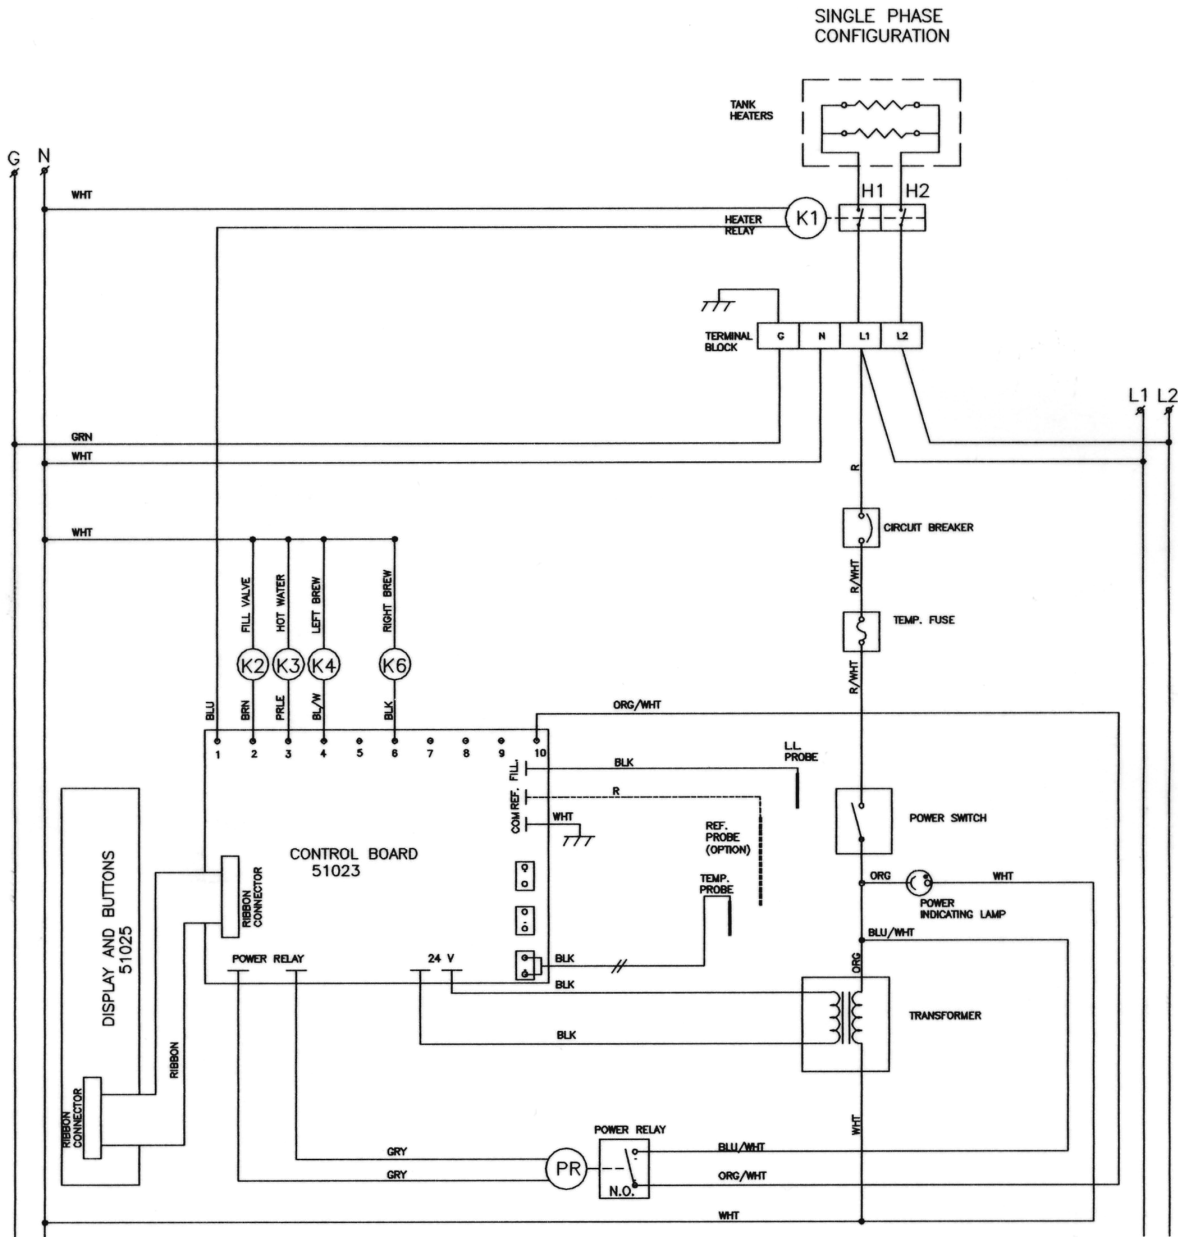 SINGLE PHASE
CONFIGURATION
TANK
HEATERS
G
N
WHT
H1
H2
K1
HEATER
RELAY
TERMINAL
BLOCK
G
N
L1
L2
L1
L2
GRN
WHT
R
CIRCUIT BREAKER
WHT
R/WHT
FILL VALVE
HOT WATER
LEFT BREW
RIGHT BREW
TEMP. FUSE
K2
K3
K4
K6
R/WHT
BLU
BRN
PRLE
BL/W
BLK
ORG/WHT
1
2
3
4
5
6
7
8
9
10
L.L
PROBE
FILL.
BLK
REF.
R
COM
WHT
REF.
PROBE
(OPTION)
POWER SWITCH
CONTROL BOARD
51023
TEMP.
PROBE
ORG
WHT
POWER
INDICATING LAMP
DISPLAY AND BUTTONS
51025
RIBBON
CONNECTOR
BLU/WHT
POWER RELAY
24 V
BLK
ORG
BLK
TRANSFORMER
BLK
RIBBON
RIBBON
CONNECTOR
WHT
POWER RELAY
GRY
BLU/WHT
PR
GRY
ORG/WHT
N.O.
WHT